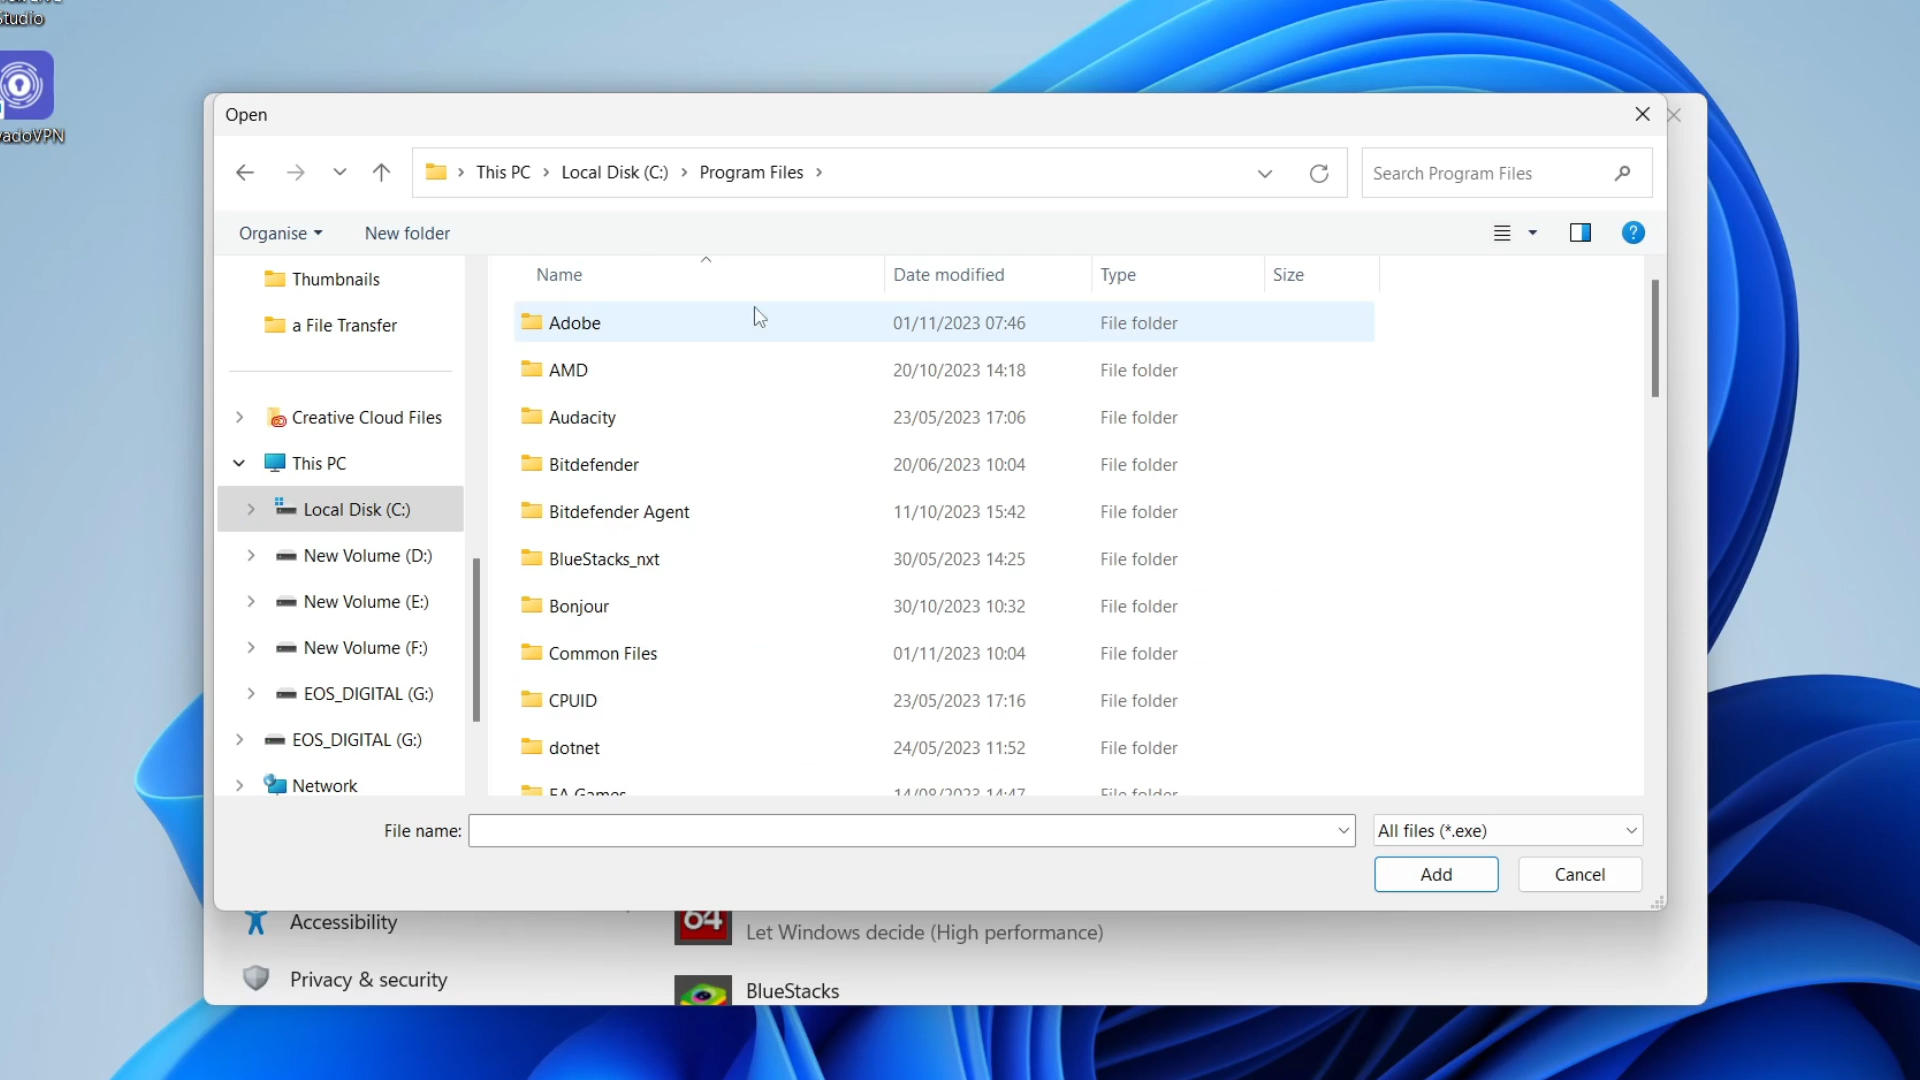 Studio
adoVPN
Open
This PC
Local Disk (C:)
Program Files
Search Program Files
Organise
New folder
Name
Date modified
Type
Size
Thumbnails
a File Transfer
Creative Cloud Files
This PC
Local Disk (C:)
New Volume (D:)
New Volume (E:)
New Volume (F:)
EOS_DIGITAL (G:)
EOS_DIGITAL (G:)
Network
Adobe 01/11/2023 07:46 File folder
AMD 20/10/2023 14:18 File folder
Audacity 23/05/2023 17:06 File folder
Bitdefender 20/06/2023 10:04 File folder
Bitdefender Agent 11/10/2023 15:42 File folder
BlueStacks_nxt 30/05/2023 14:25 File folder
Bonjour 30/10/2023 10:32 File folder
Common Files 01/11/2023 10:04 File folder
CPUID 23/05/2023 17:16 File folder
dotnet 24/05/2023 11:52 File folder
EA Games 14/08/2023 14:47 File folder
File name:
All files (*.exe)
Add
Cancel
Accessibility
Privacy & security
64
Let Windows decide (High performance)
BlueStacks